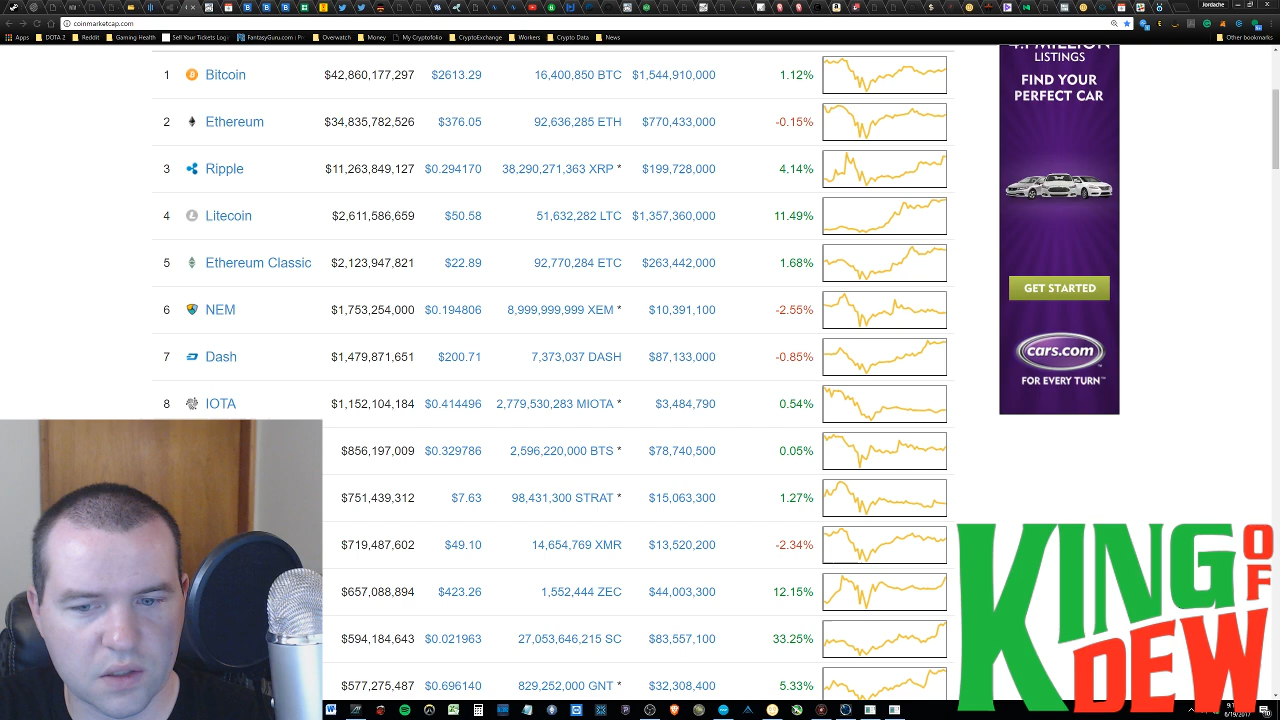 Jordache
coinmarketcap.com
Apps DOTA 2 Reddit Gaming Health Sell Your Tickets FantasyGuru.com Overwatch Money My Cryptofolio CryptoExchange Workers Crypto Data News Other bookmarks
MILLION
LISTINGS
FIND YOUR
PERFECT CAR
1 Bitcoin $42,860,177,297 $2613.29 16,400,850 BTC $1,544,910,000 1.12%
2 Ethereum $34,835,782,526 $376.05 92,636,285 ETH $770,433,000 -0.15%
3 Ripple $11,263,849,127 $0.294170 38,290,271,363 XRP * $199,728,000 4.14%
4 Litecoin $2,611,586,659 $50.58 51,632,282 LTC $1,357,360,000 11.49%
5 Ethereum Classic $2,123,947,821 $22.89 92,770,284 ETC $263,442,000 1.68%
GET STARTED
6 NEM $1,753,254,000 $0.194806 8,999,999,999 XEM * $10,391,100 -2.55%
7 Dash $1,479,871,651 $200.71 7,373,037 DASH $87,133,000 -0.85%
cars.com
FOR EVERY TURN™
8 IOTA $1,152,104,184 $0.414496 2,779,530,283 MIOTA * $3,484,790 0.54%
$856,197,009 $0.329786 2,596,220,000 BTS * $78,740,500 0.05%
$751,439,312 $7.63 98,431,300 STRAT * $15,063,300 1.27%
$719,487,602 $49.10 14,654,769 XMR $13,520,200 -2.34%
$657,088,894 $423.26 1,552,444 ZEC $44,003,300 12.15%
$594,184,643 $0.021963 27,053,646,215 SC $83,557,100 33.25%
$577,275,487 $0.696140 829,252,000 GNT * $32,308,400 5.33%
KING OF DEW
6/19/2017